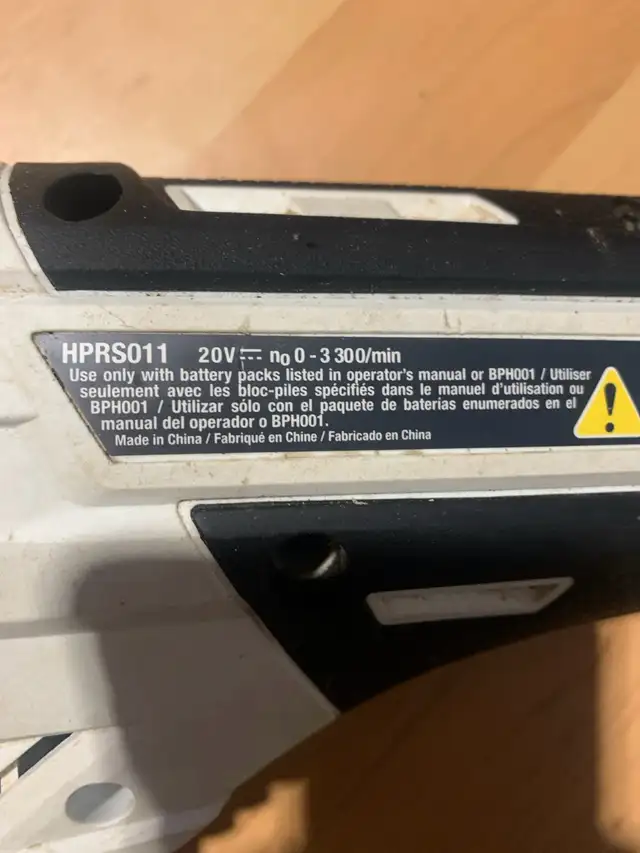 HPRS011 20V⎓ n₀ 0 - 3 300/min
Use only with battery packs listed in operator's manual or BPH001 / Utiliser
seulement avec les bloc-piles spécifiés dans le manuel d'utilisation ou
BPH001 / Utilizar sólo con el paquete de baterias enumerados en el
manual del operador o BPH001.
Made in China / Fabriqué en Chine / Fabricado en China